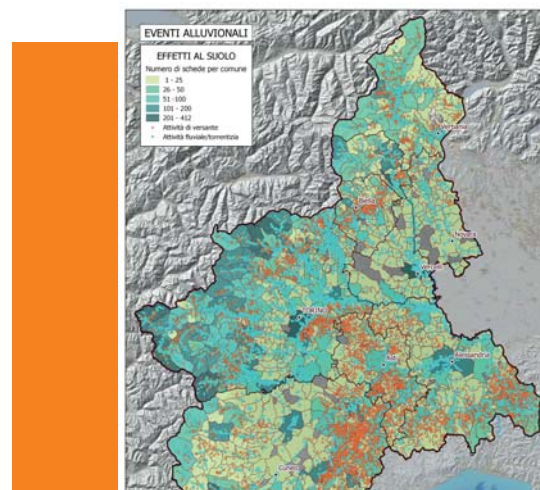 EVENTI ALLUVIONALI
EFFETTI AL SUOLO
Numero di schede per comune
1 - 25
26 - 50
51 -100
101 - 200
201 - 412
Attività di versante
Attività fluviale/torrentizia
Verbania
Biella
Novara
Vercelli
TORINO
Asti
Alessandria
Cuneo